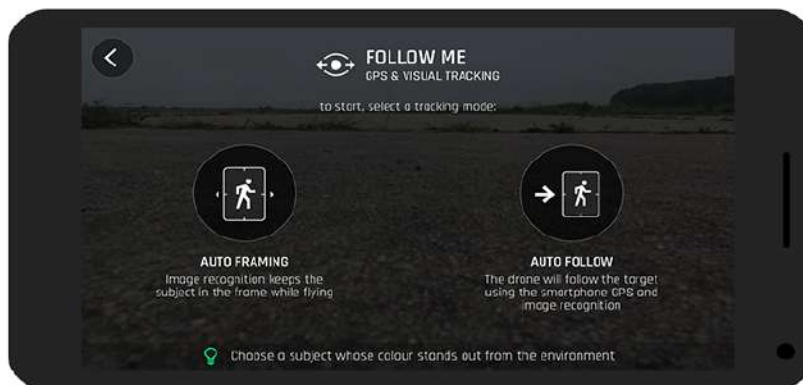 FOLLOW ME
GPS & VISUAL TRACKING
to start, select a tracking mode:
AUTO FRAMING
Image recognition keeps the
subject in the frame while flying
AUTO FOLLOW
The drone will follow the target
using the smartphone GPS and
image recognition
Choose a subject whose colour stands out from the environment